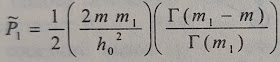 P̃₁ = 1/2 (2 m m₁ / h₀²) (Γ(m₁ − m) / Γ(m₁))